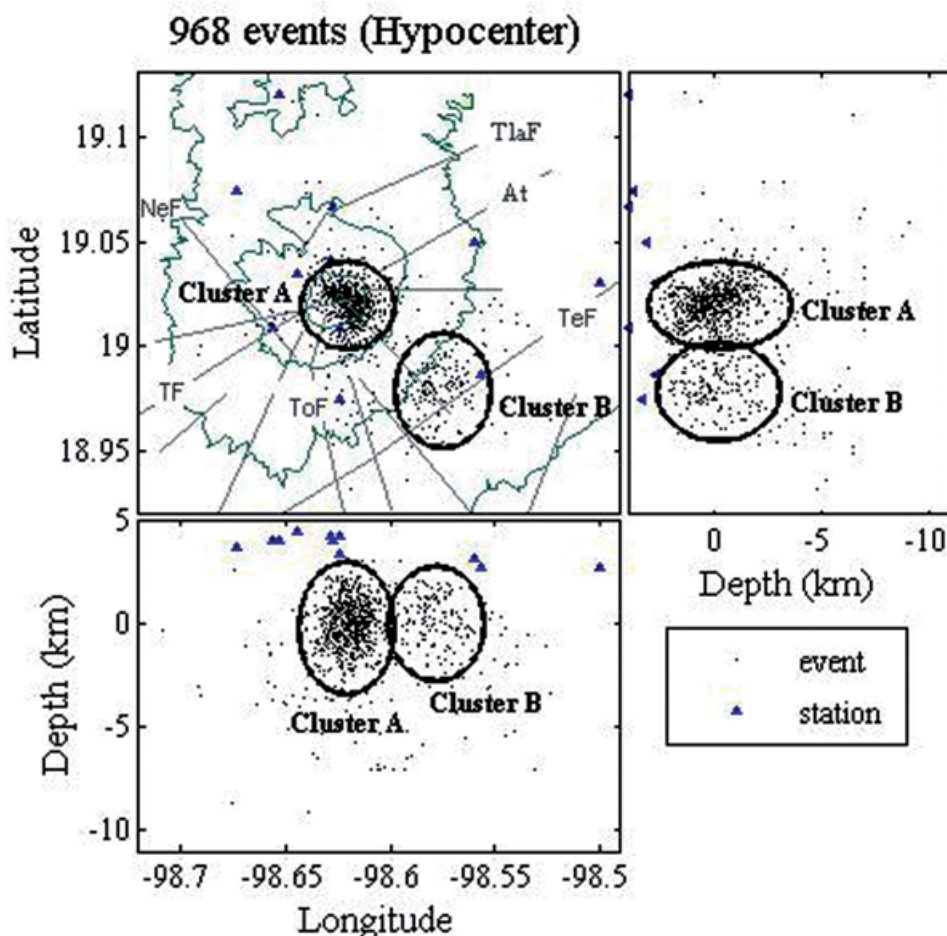 968 events (Hypocenter)
19.1
19.05
19
18.95
Latitude
TlaF
At
NeF
Cluster A
TeF
TF
ToF
Cluster B
Cluster A
Cluster B
0
-5
-10
Depth (km)
5
5
0
-5
-10
Depth (km)
Cluster A
Cluster B
-98.7
-98.65
-98.6
-98.55
-98.5
Longitude
event
station